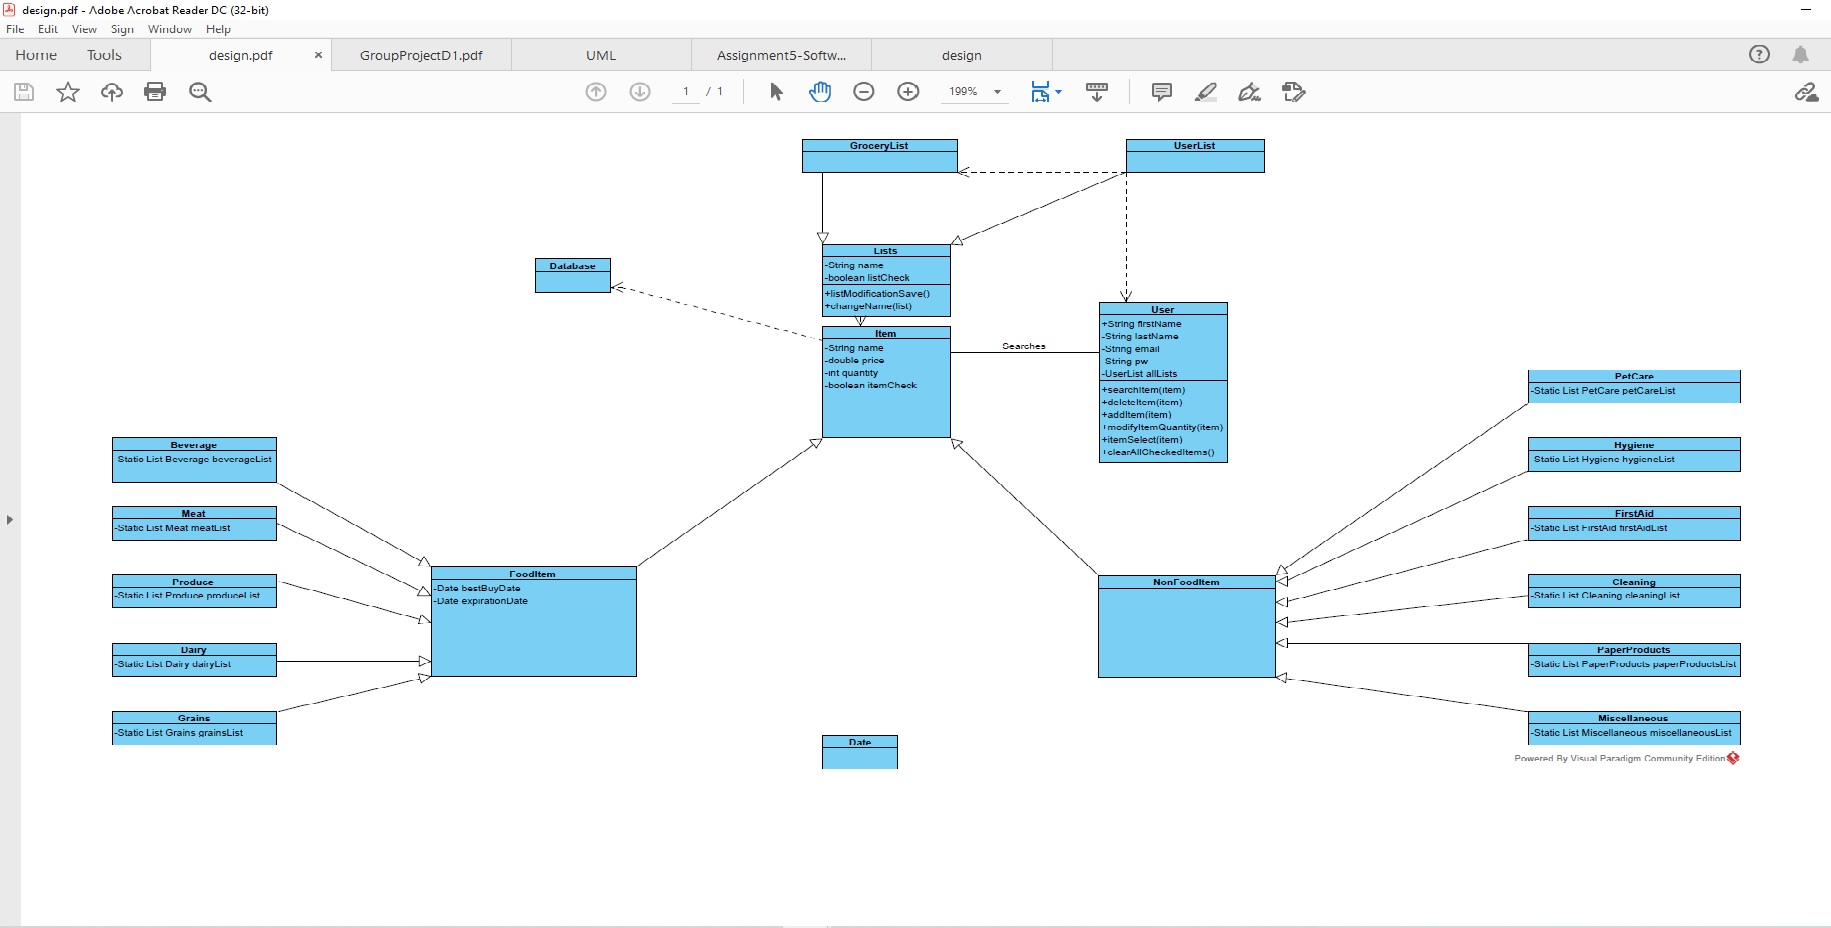 design.pdf - Adobe Acrobat Reader DC (32-bit)
File Edit View Sign Window Help
Home Tools design.pdf × GroupProjectD1.pdf UML Assignment5-Softw... design
1 / 1 199%
GroceryList
UserList
Lists
-String name
-boolean listCheck
+listModificationSave()
+changeName(list)
Database
Item
-String name
-double price
-int quantity
-boolean itemCheck
Searches
User
+String firstName
-String lastName
-String email
String pw
-UserList allLists
+searchItem(item)
+deleteItem(item)
+addItem(item)
+modifyItemQuantity(item)
+itemSelect(item)
+clearAllCheckedItems()
Beverage
Static List Beverage beverageList
Meat
-Static List Meat meatList
Produce
-Static List Produce produceList
Dairy
-Static List Dairy dairyList
Grains
-Static List Grains grainsList
FoodItem
-Date bestBuyDate
-Date expirationDate
NonFoodItem
PetCare
-Static List PetCare petCareList
Hygiene
Static List Hygiene hygieneList
FirstAid
-Static List FirstAid firstAidList
Cleaning
-Static List Cleaning cleaningList
PaperProducts
-Static List PaperProducts paperProductsList
Miscellaneous
-Static List Miscellaneous miscellaneousList
Date
Powered By Visual Paradigm Community Edition